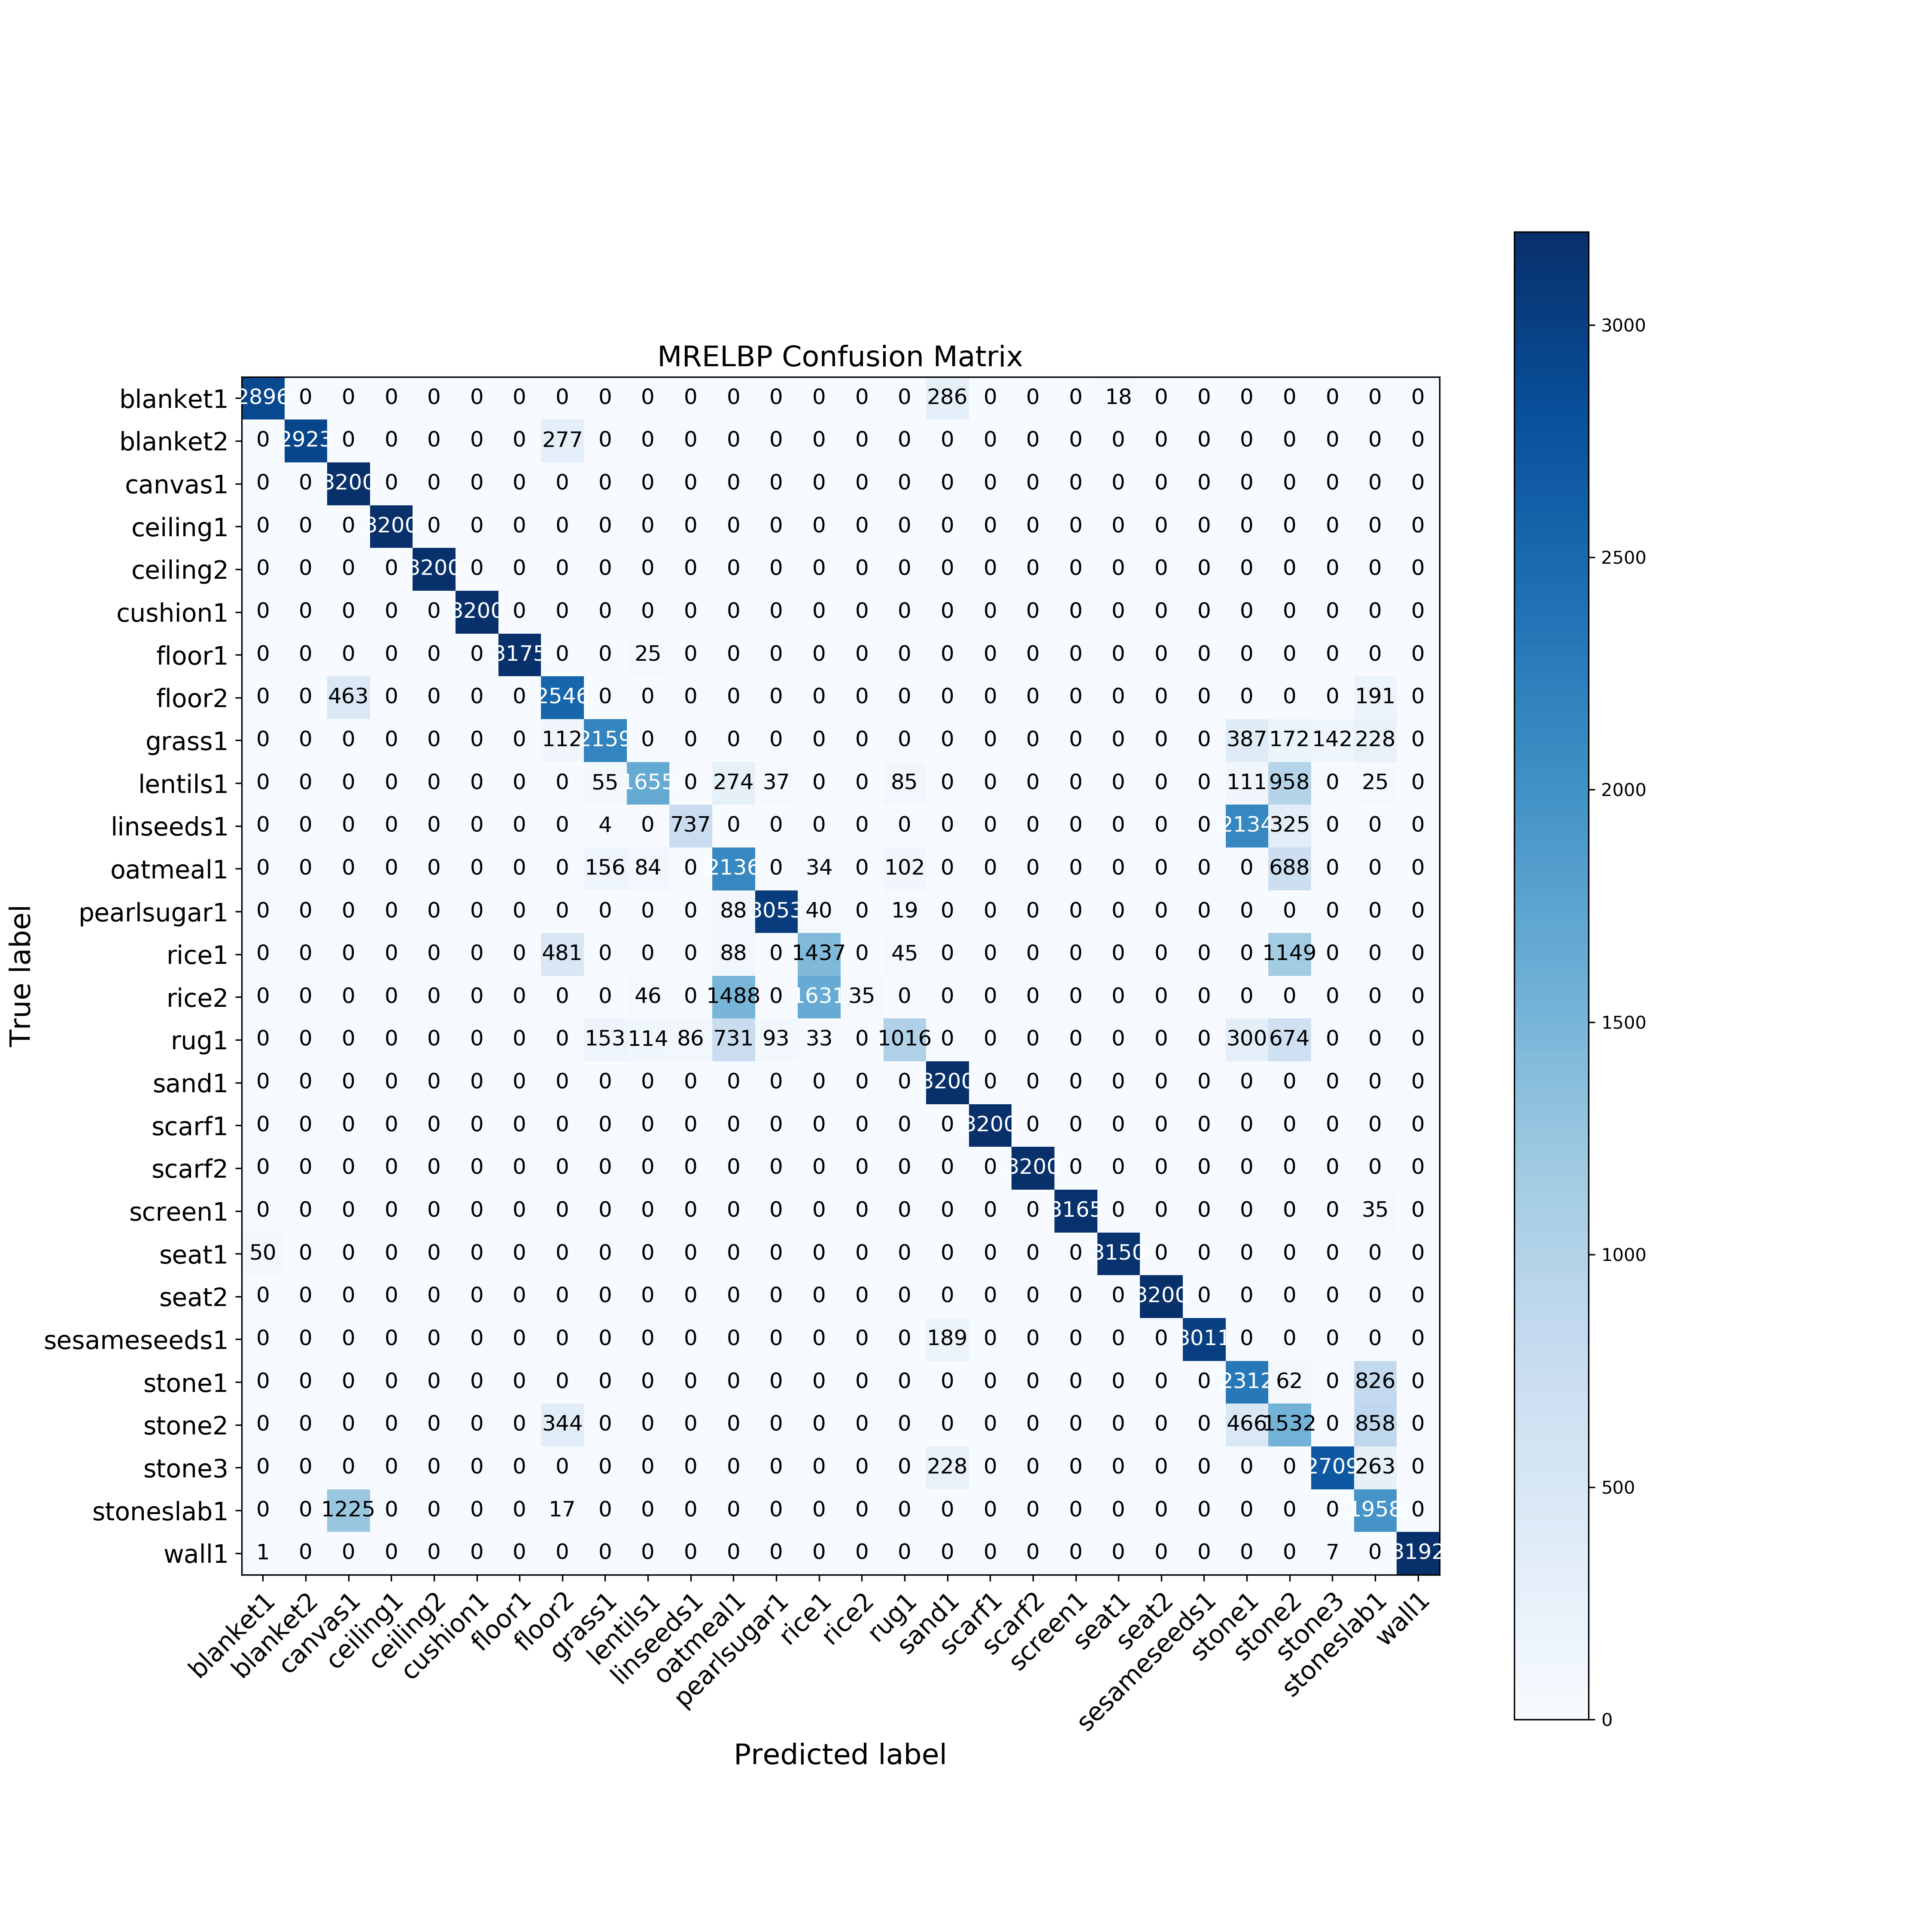 MRELBP Confusion Matrix
True label
blanket1 2896 0 0 0 0 0 0 0 0 0 0 0 0 0 0 0 286 0 0 0 18 0 0 0 0 0 0 0
blanket2 0 2923 0 0 0 0 0 277 0 0 0 0 0 0 0 0 0 0 0 0 0 0 0 0 0 0 0 0
canvas1 0 0 3200 0 0 0 0 0 0 0 0 0 0 0 0 0 0 0 0 0 0 0 0 0 0 0 0 0
ceiling1 0 0 0 3200 0 0 0 0 0 0 0 0 0 0 0 0 0 0 0 0 0 0 0 0 0 0 0 0
ceiling2 0 0 0 0 3200 0 0 0 0 0 0 0 0 0 0 0 0 0 0 0 0 0 0 0 0 0 0 0
cushion1 0 0 0 0 0 3200 0 0 0 0 0 0 0 0 0 0 0 0 0 0 0 0 0 0 0 0 0 0
floor1 0 0 0 0 0 0 3175 0 0 25 0 0 0 0 0 0 0 0 0 0 0 0 0 0 0 0 0 0
floor2 0 0 463 0 0 0 0 2546 0 0 0 0 0 0 0 0 0 0 0 0 0 0 0 0 0 0 191 0
grass1 0 0 0 0 0 0 0 112 2159 0 0 0 0 0 0 0 0 0 0 0 0 0 0 387 172 142 228 0
lentils1 0 0 0 0 0 0 0 0 55 1655 0 274 37 0 0 85 0 0 0 0 0 0 0 111 958 0 25 0
linseeds1 0 0 0 0 0 0 0 0 4 0 737 0 0 0 0 0 0 0 0 0 0 0 0 2134 325 0 0 0
oatmeal1 0 0 0 0 0 0 0 0 156 84 0 2136 0 34 0 102 0 0 0 0 0 0 0 0 688 0 0 0
pearlsugar1 0 0 0 0 0 0 0 0 0 0 0 88 3053 40 0 19 0 0 0 0 0 0 0 0 0 0 0 0
rice1 0 0 0 0 0 0 0 481 0 0 0 88 0 1437 0 45 0 0 0 0 0 0 0 0 1149 0 0 0
rice2 0 0 0 0 0 0 0 0 0 46 0 1488 0 1631 35 0 0 0 0 0 0 0 0 0 0 0 0 0
rug1 0 0 0 0 0 0 0 0 153 114 86 731 93 33 0 1016 0 0 0 0 0 0 0 300 674 0 0 0
sand1 0 0 0 0 0 0 0 0 0 0 0 0 0 0 0 0 3200 0 0 0 0 0 0 0 0 0 0 0
scarf1 0 0 0 0 0 0 0 0 0 0 0 0 0 0 0 0 0 3200 0 0 0 0 0 0 0 0 0 0
scarf2 0 0 0 0 0 0 0 0 0 0 0 0 0 0 0 0 0 0 3200 0 0 0 0 0 0 0 0 0
screen1 0 0 0 0 0 0 0 0 0 0 0 0 0 0 0 0 0 0 0 3165 0 0 0 0 0 0 35 0
seat1 50 0 0 0 0 0 0 0 0 0 0 0 0 0 0 0 0 0 0 0 3150 0 0 0 0 0 0 0
seat2 0 0 0 0 0 0 0 0 0 0 0 0 0 0 0 0 0 0 0 0 0 3200 0 0 0 0 0 0
sesameseeds1 0 0 0 0 0 0 0 0 0 0 0 0 0 0 0 0 189 0 0 0 0 0 3011 0 0 0 0 0
stone1 0 0 0 0 0 0 0 0 0 0 0 0 0 0 0 0 0 0 0 0 0 0 0 2312 62 0 826 0
stone2 0 0 0 0 0 0 0 344 0 0 0 0 0 0 0 0 0 0 0 0 0 0 0 466 1532 0 858 0
stone3 0 0 0 0 0 0 0 0 0 0 0 0 0 0 0 0 228 0 0 0 0 0 0 0 0 2709 263 0
stoneslab1 0 0 1225 0 0 0 0 17 0 0 0 0 0 0 0 0 0 0 0 0 0 0 0 0 0 0 1958 0
wall1 1 0 0 0 0 0 0 0 0 0 0 0 0 0 0 0 0 0 0 0 0 0 0 0 0 7 0 3192
blanket1 blanket2 canvas1 ceiling1 ceiling2 cushion1 floor1 floor2 grass1 lentils1 linseeds1 oatmeal1 pearlsugar1 rice1 rice2 rug1 sand1 scarf1 scarf2 screen1 seat1 seat2 sesameseeds1 stone1 stone2 stone3 stoneslab1 wall1
Predicted label
3000
2500
2000
1500
1000
500
0